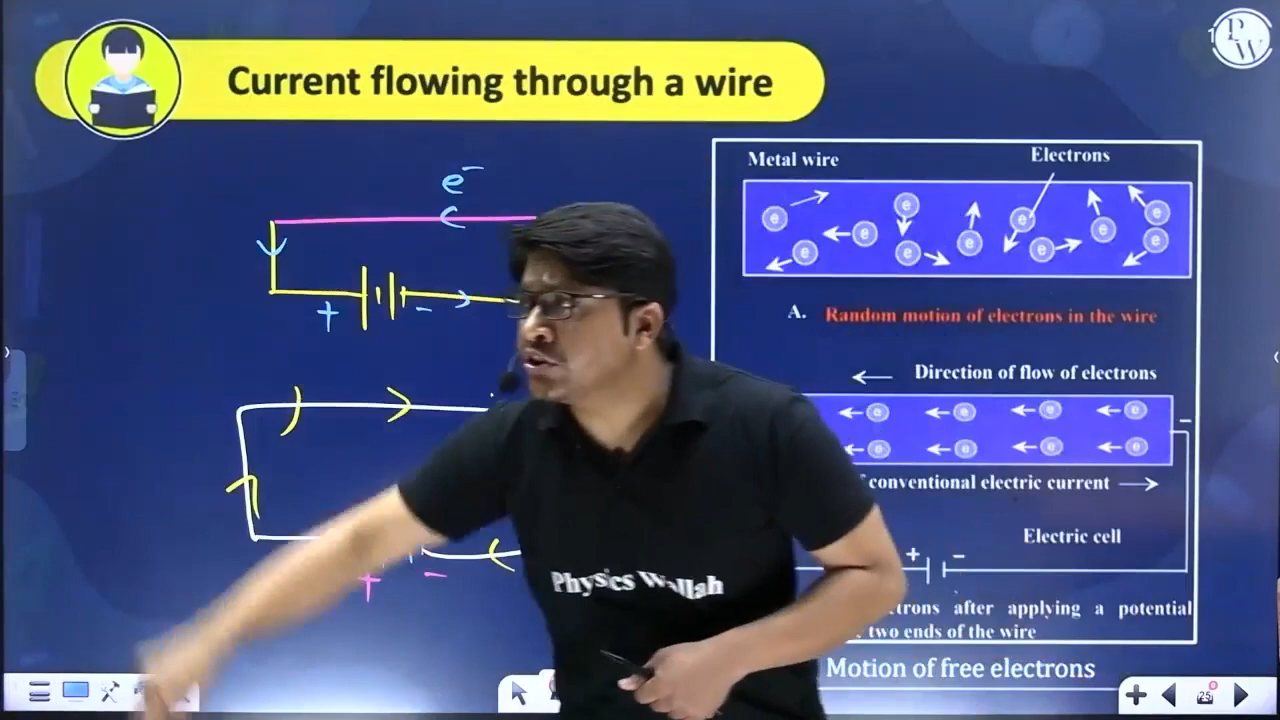 PW
Current flowing through a wire
e⁻
+ -
+ -
Metal wire
Electrons
e e e e e e e e e e e
A. Random motion of electrons in the wire
← Direction of flow of electrons
e e e e
e e e e
-
conventional electric current →
Electric cell
+ -
after applying a potential
two ends of the wire
Motion of free electrons
Physics Wallah
25